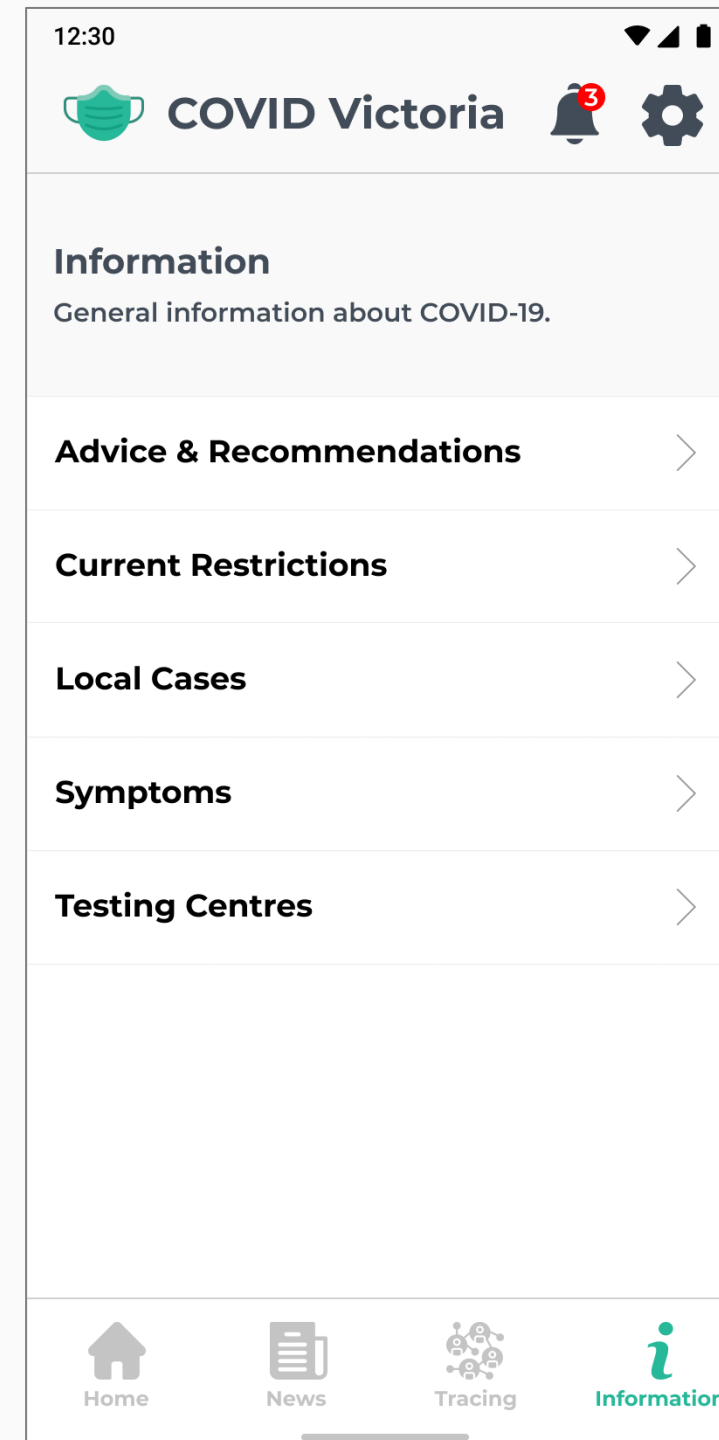 12:30
COVID Victoria
3
Information
General information about COVID-19.
Advice & Recommendations
Current Restrictions
Local Cases
Symptoms
Testing Centres
Home News Tracing Information